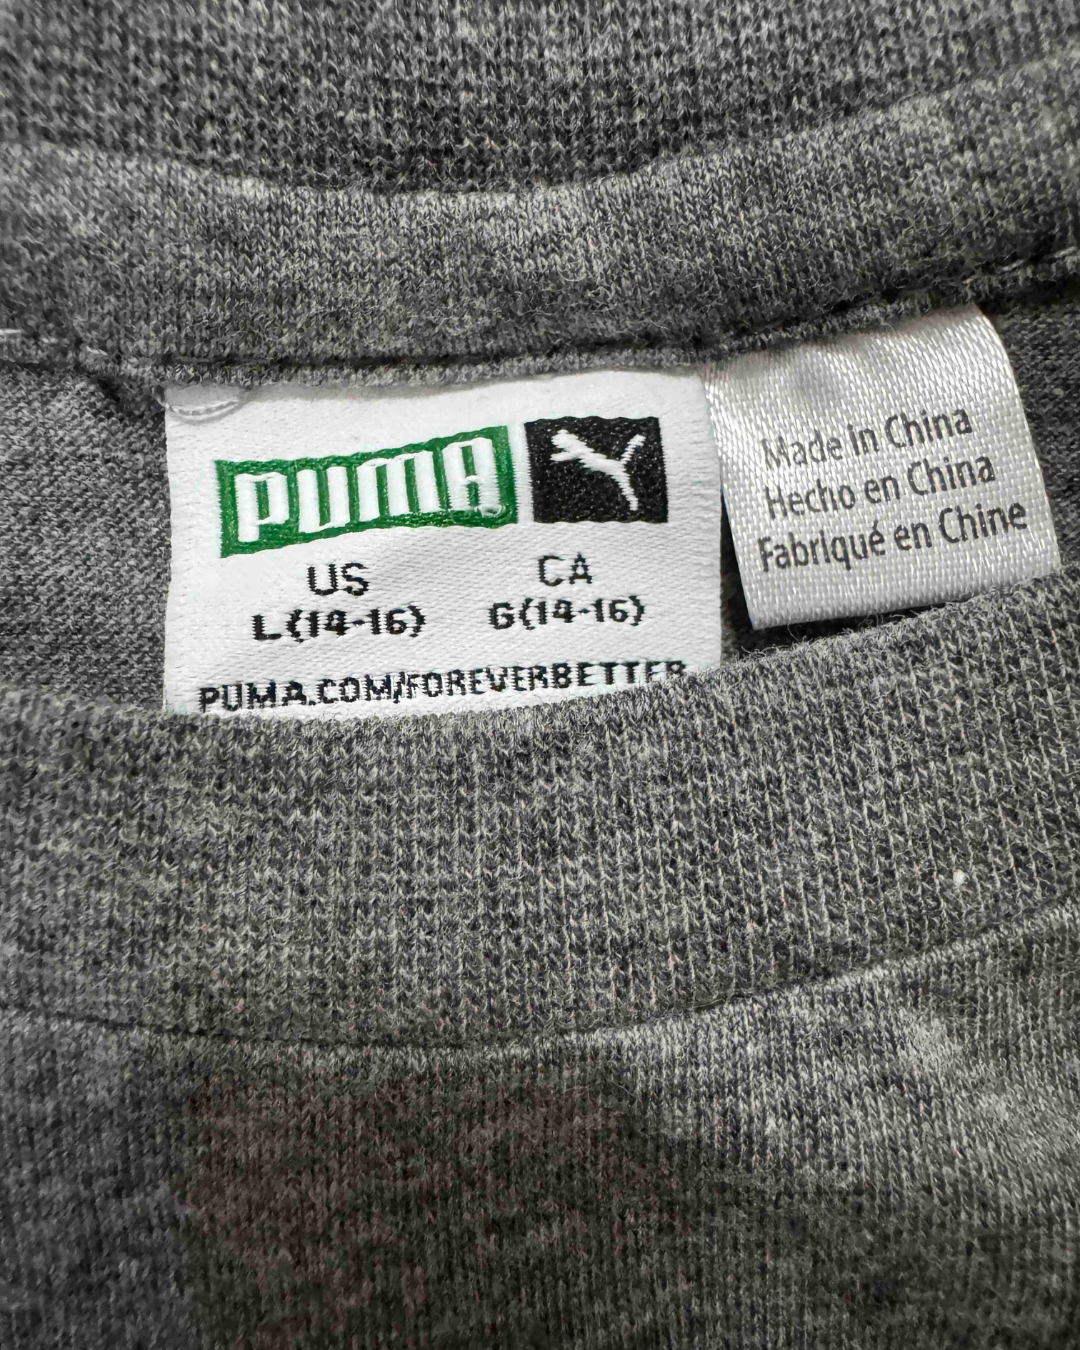 PUMA
US CA
L(14-16) G(14-16)
PUMA.COM/FOREVERBETTER
Made In China
Hecho en China
Fabriqué en Chine